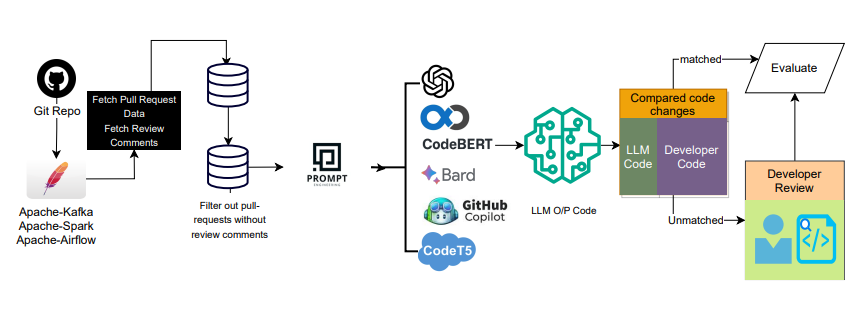 Git Repo
Apache-Kafka
Apache-Spark
Apache-Airflow
Fetch Pull Request
Data
Fetch Review
Comments
Filter out pull-
requests without
review comments
PROMPT
ENGINEERING
CodeBERT
Bard
GitHub
Copilot
CodeT5
LLM O/P Code
Compared code
changes
LLM
Code
Developer
Code
matched
Unmatched
Evaluate
Developer
Review